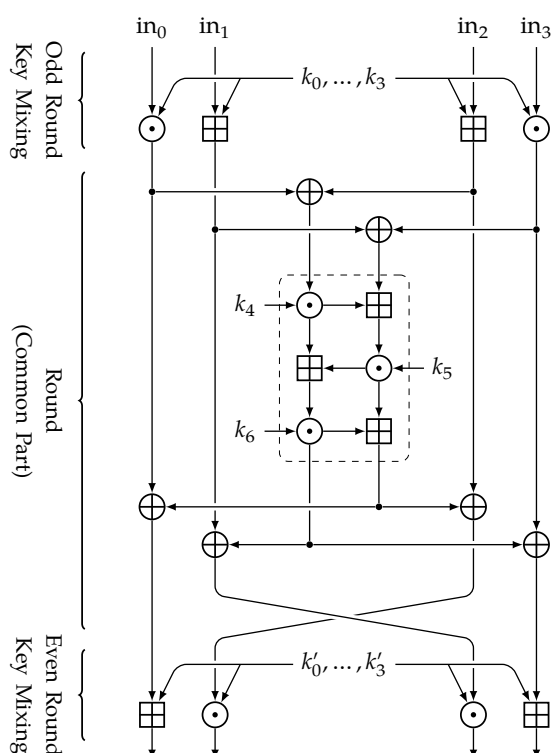 in₀ in₁ in₂ in₃
Odd Round
Key Mixing
k₀, …, k₃
k₄
k₅
k₆
Round
(Common Part)
Even Round
Key Mixing
k′₀, …, k′₃